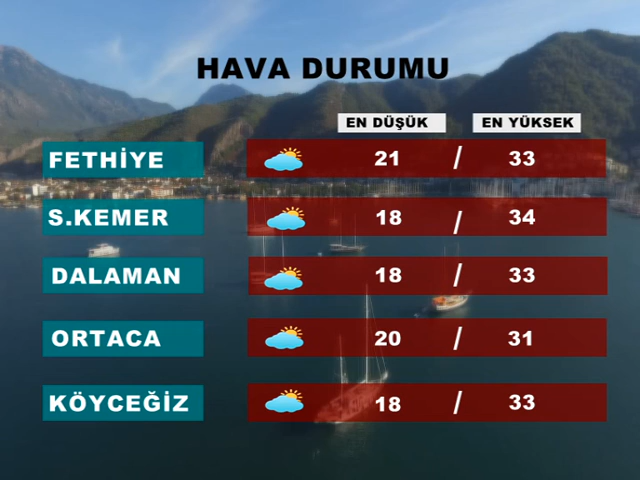 HAVA DURUMU
EN DÜŞÜK EN YÜKSEK
FETHİYE 21 / 33
S.KEMER 18 / 34
DALAMAN 18 / 33
ORTACA 20 / 31
KÖYCEĞİZ 18 / 33